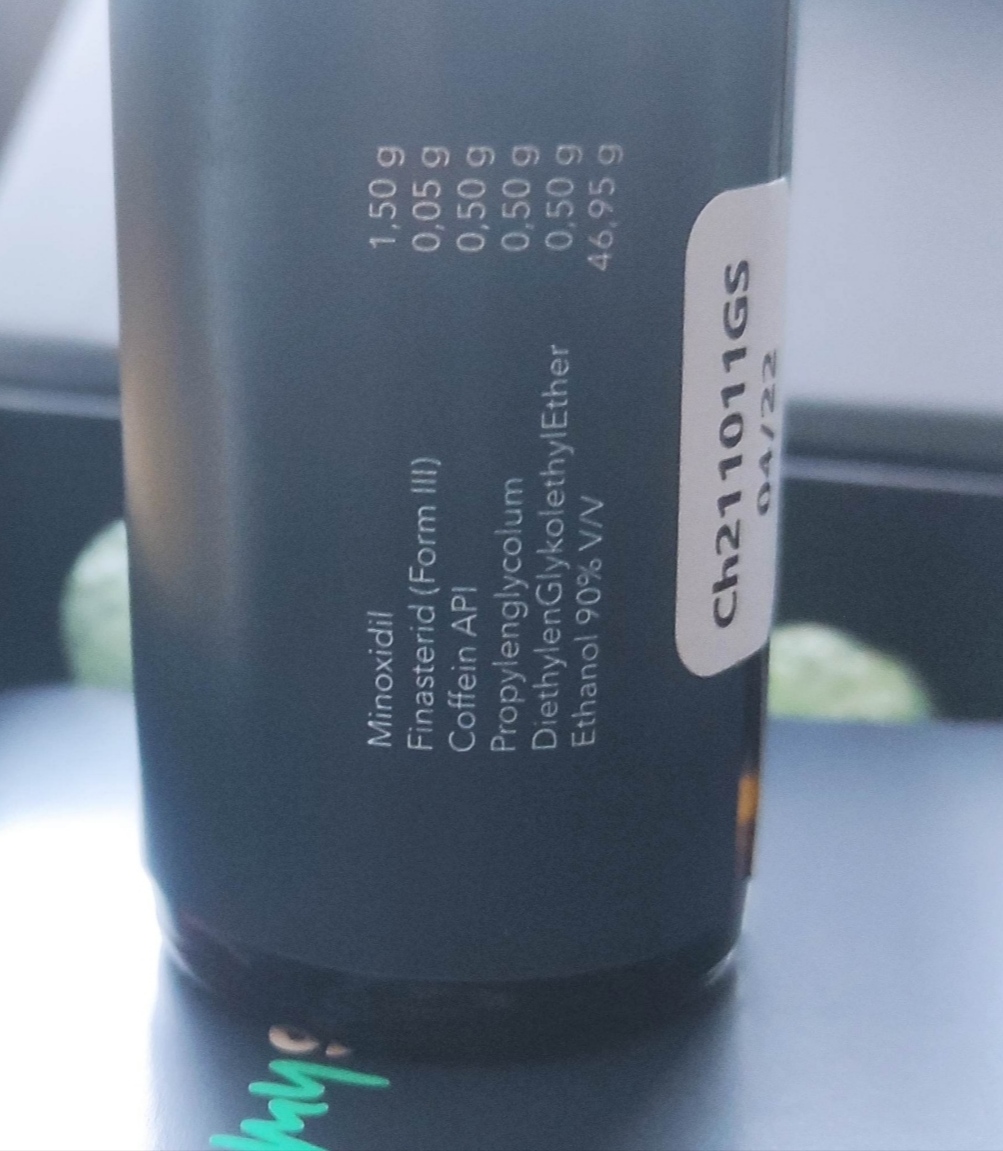 Minoxidil 1,50 g
Finasterid (Form III) 0,05 g
Coffein API 0,50 g
Propylenglycolum 0,50 g
DiethylenGlykolethylEther 0,50 g
Ethanol 90% V/V 46,95 g
Ch211011GS
04/22
my